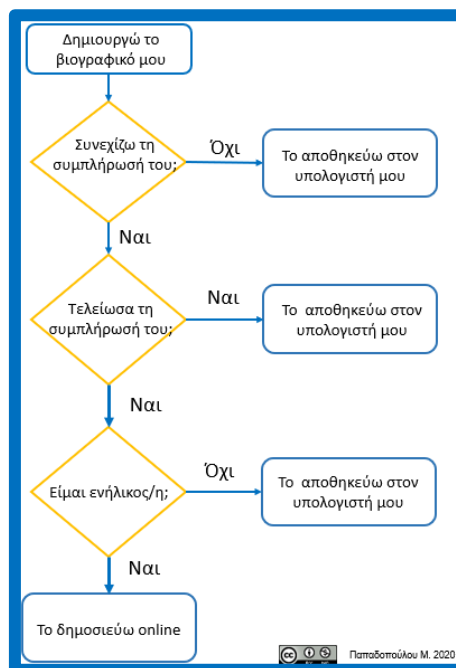 Δημιουργώ το
βιογραφικό μου
Συνεχίζω τη
συμπλήρωσή του;
Όχι
Το αποθηκεύω στον
υπολογιστή μου
Ναι
Τελείωσα τη
συμπλήρωσή του;
Ναι
Το αποθηκεύω στον
υπολογιστή μου
Ναι
Είμαι ενήλικος/η;
Όχι
Το αποθηκεύω στον
υπολογιστή μου
Ναι
Το δημοσιεύω online
cc
Παπαδοπούλου Μ. 2020